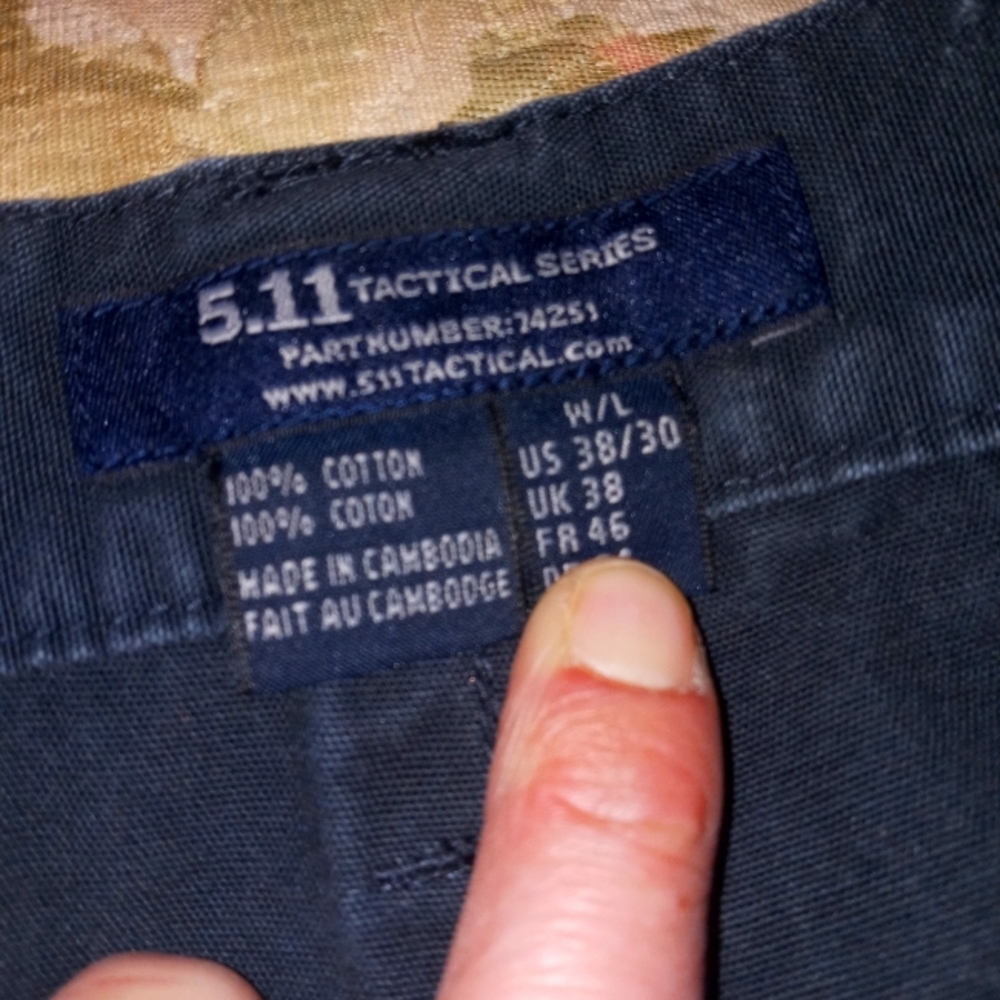 5.11 TACTICAL SERIES
PART NUMBER: 74251
WWW.511TACTICAL.Com
100% COTTON
100% COTON
MADE IN CAMBODIA
FAIT AU CAMBODGE
W/L
US 38/30
UK 38
FR 46